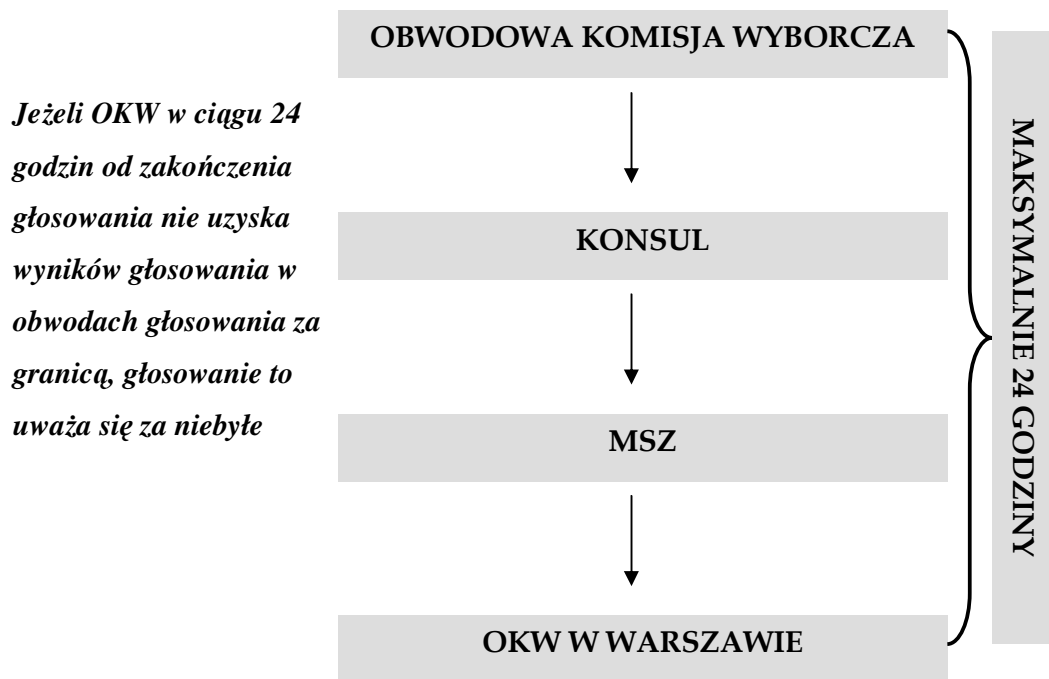 OBWODOWA KOMISJA WYBORCZA
Jeżeli OKW w ciągu 24
godzin od zakończenia
głosowania nie uzyska
wyników głosowania w
obwodach głosowania za
granicą, głosowanie to
uważa się za niebyłe
KONSUL
MSZ
OKW W WARSZAWIE
MAKSYMALNIE 24 GODZINY